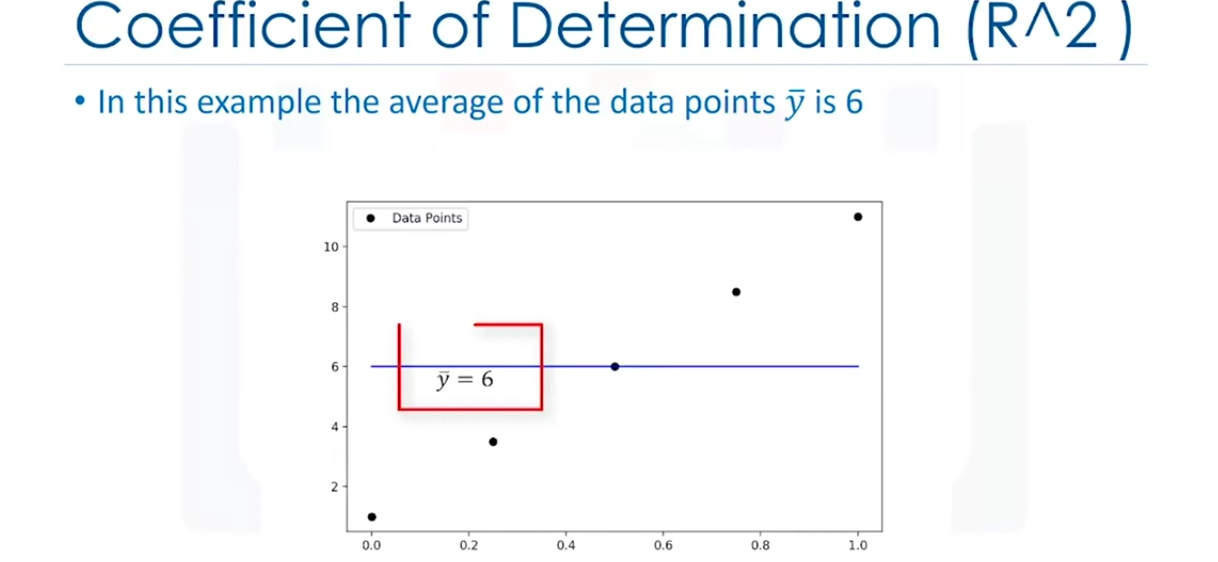 Coefficient of Determination (R^2 )
• In this example the average of the data points ȳ is 6
Data Points
10
8
6
ȳ = 6
4
2
0.0 0.2 0.4 0.6 0.8 1.0